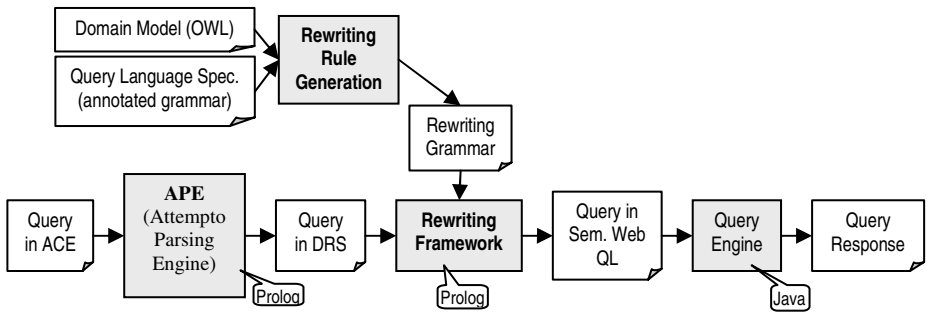 Domain Model (OWL)
Query Language Spec.
(annotated grammar)
Rewriting
Rule
Generation
Rewriting
Grammar
Query
in ACE
APE
(Attempto
Parsing
Engine)
Prolog
Query
in DRS
Rewriting
Framework
Prolog
Query in
Sem. Web
QL
Query
Engine
Java
Query
Response